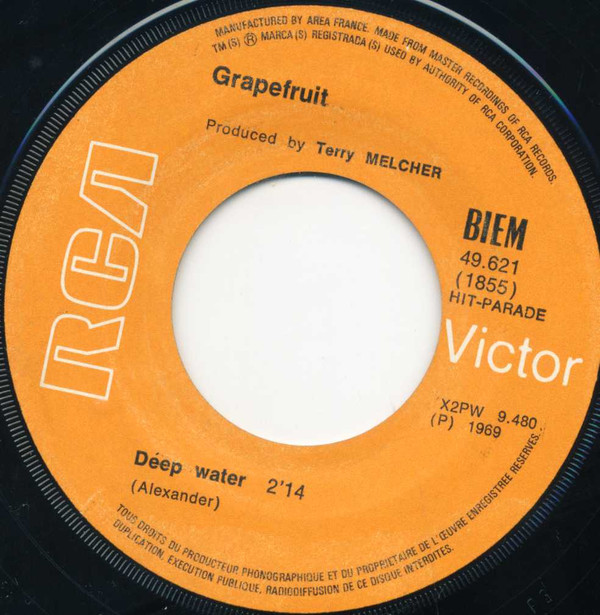 MANUFACTURED BY AREA FRANCE. MADE FROM MASTER RECORDINGS OF RCA RECORDS.
TM(S) ® MARCA(S) REGISTRADA(S) USED BY AUTHORITY OF RCA CORPORATION.
Grapefruit
Produced by Terry MELCHER
RCA
BIEM
49.621
(1855)
HIT-PARADE
Victor
X2PW 9.480
(P) 1969
Déep water 2'14
(Alexander)
TOUS DROITS DU PRODUCTEUR PHONOGRAPHIQUE ET DU PROPRIETAIRE DE L'ŒUVRE ENREGISTREE RESERVES.
DUPLICATION, EXECUTION PUBLIQUE, RADIODIFFUSION DE CE DISQUE INTERDITES.